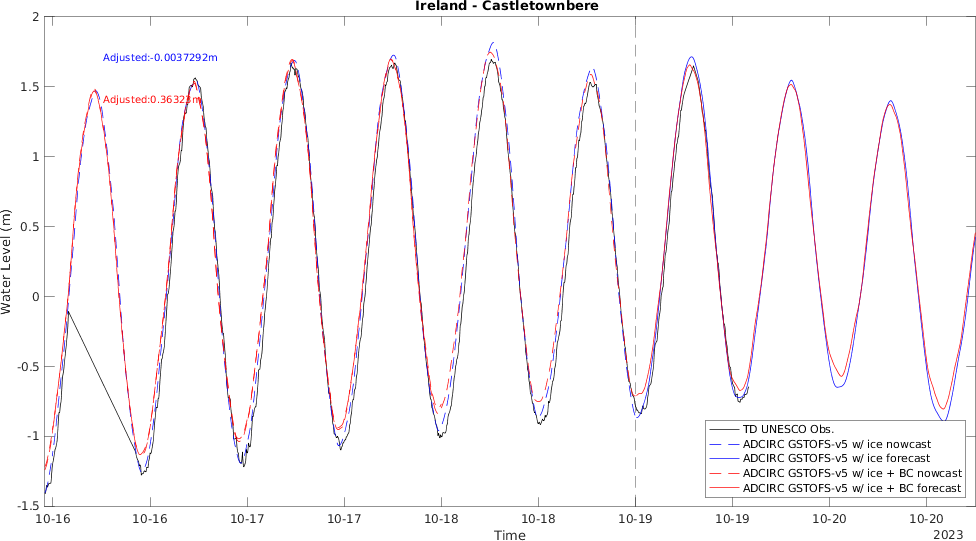 Ireland - Castletownbere
2
1.5
1
0.5
0
-0.5
-1
-1.5
Water Level (m)
Adjusted:-0.0037292m
Adjusted:0.36323m
TD UNESCO Obs.
ADCIRC GSTOFS-v5 w/ ice nowcast
ADCIRC GSTOFS-v5 w/ ice forecast
ADCIRC GSTOFS-v5 w/ ice + BC nowcast
ADCIRC GSTOFS-v5 w/ ice + BC forecast
10-16 10-16 10-17 10-17 10-18 10-18 10-19 10-19 10-20 10-20
Time
2023